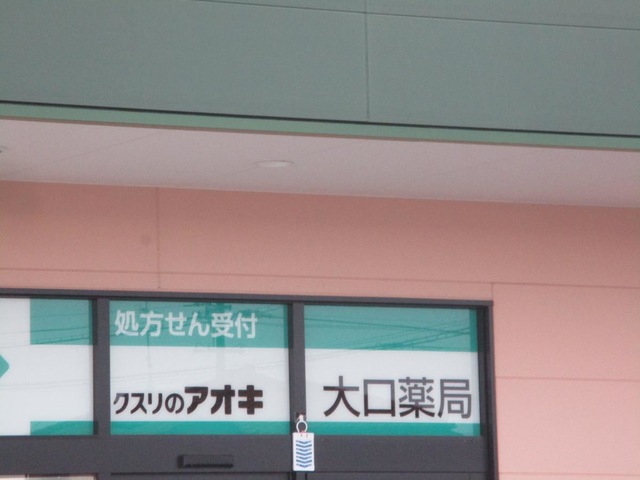 処方せん受付
クスリのアオキ
大口薬局